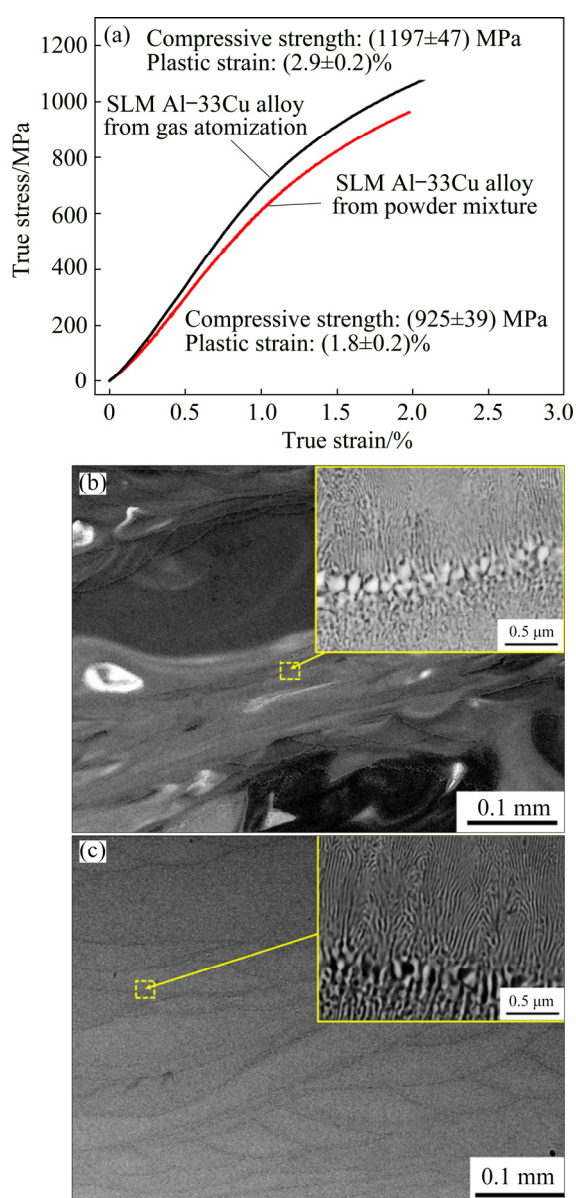 (a)
Compressive strength: (1197±47) MPa
Plastic strain: (2.9±0.2)%
SLM Al−33Cu alloy
from gas atomization
SLM Al−33Cu alloy
from powder mixture
Compressive strength: (925±39) MPa
Plastic strain: (1.8±0.2)%
True stress/MPa
1200
1000
800
600
400
200
0
0 0.5 1.0 1.5 2.0 2.5 3.0
True strain/%
(b)
0.5 μm
0.1 mm
(c)
0.5 μm
0.1 mm